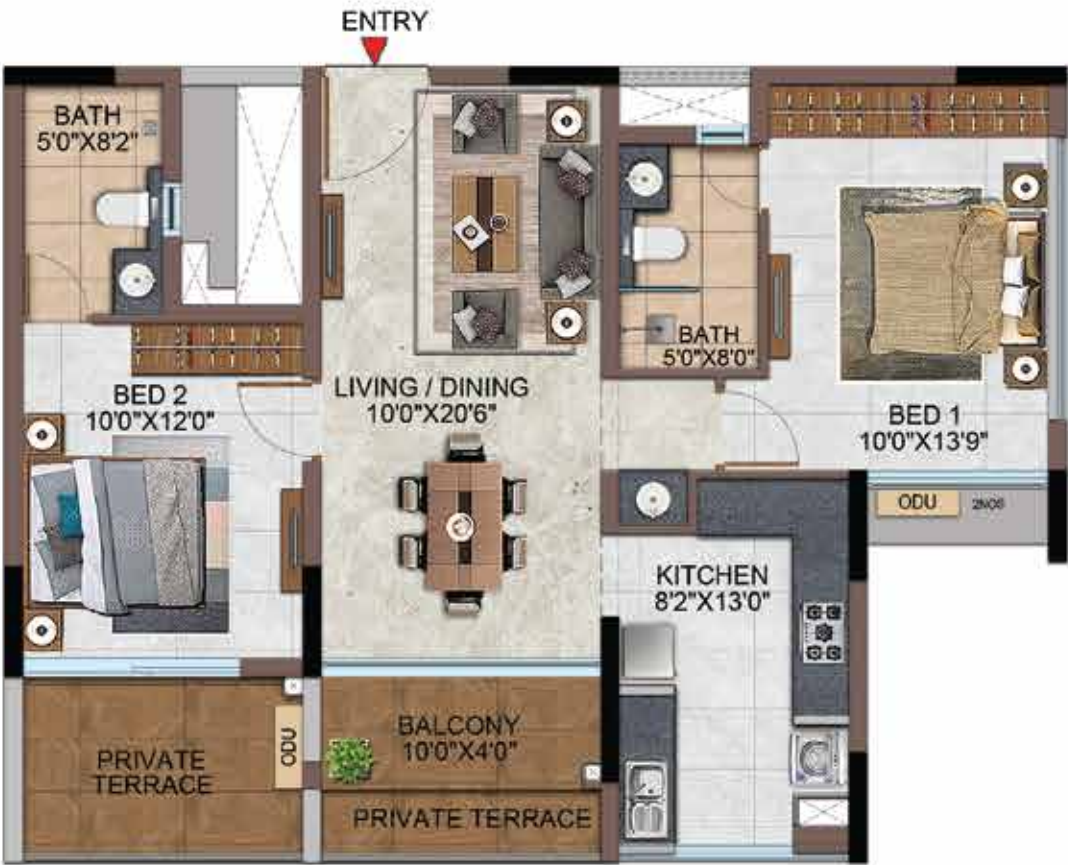 ENTRY
BATH
5'0"X8'2"
BATH
5'0"X8'0"
BED 2
10'0"X12'0"
LIVING / DINING
10'0"X20'6"
BED 1
10'0"X13'9"
ODU
2NOS
KITCHEN
8'2"X13'0"
PRIVATE
TERRACE
ODU
BALCONY
10'0"X4'0"
PRIVATE TERRACE